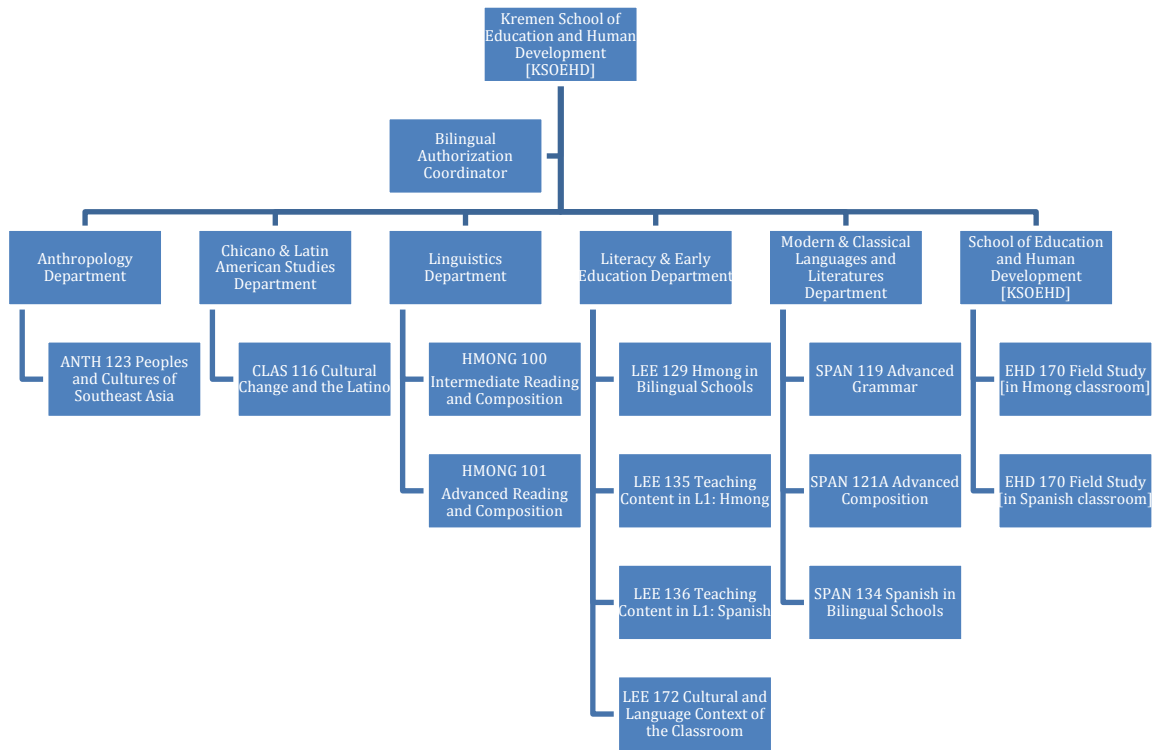 Kremen School of
Education and Human
Development
[KSOEHD]
Bilingual
Authorization
Coordinator
Anthropology
Department
Chicano & Latin
American Studies
Department
Linguistics
Department
Literacy & Early
Education Department
Modern & Classical
Languages and
Literatures
Department
School of Education
and Human
Development
[KSOEHD]
ANTH 123 Peoples
and Cultures of
Southeast Asia
CLAS 116 Cultural
Change and the Latino
HMONG 100
Intermediate Reading
and Composition
HMONG 101
Advanced Reading
and Composition
LEE 129 Hmong in
Bilingual Schools
LEE 135 Teaching
Content in L1: Hmong
LEE 136 Teaching
Content in L1: Spanish
LEE 172 Cultural and
Language Context of
the Classroom
SPAN 119 Advanced
Grammar
SPAN 121A Advanced
Composition
SPAN 134 Spanish in
Bilingual Schools
EHD 170 Field Study
[in Hmong classroom]
EHD 170 Field Study
[in Spanish classroom]